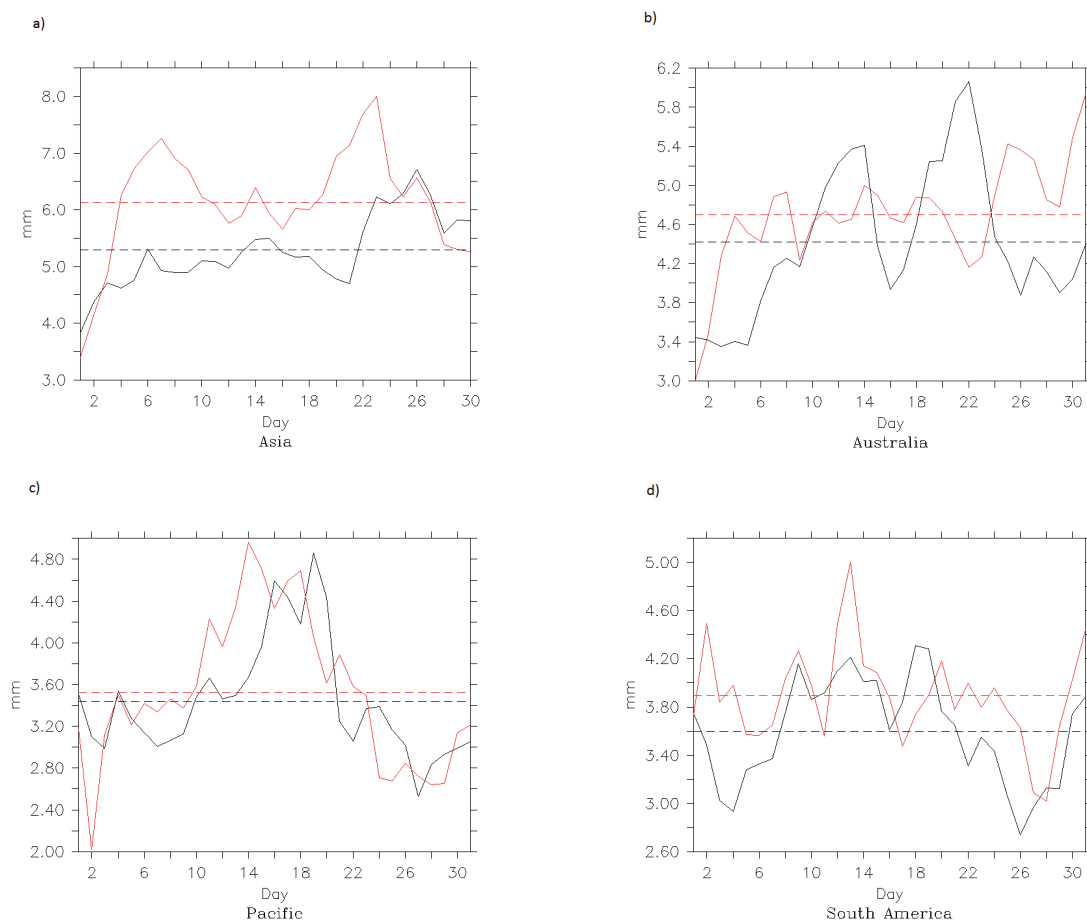 a)
8.0
7.0
6.0
5.0
4.0
3.0
mm
2 6 10 14 18 22 26 30
Day
Asia
b)
6.2
5.8
5.4
5.0
4.6
4.2
3.8
3.4
3.0
mm
2 6 10 14 18 22 26 30
Day
Australia
c)
4.80
4.40
4.00
3.60
3.20
2.80
2.40
2.00
mm
2 6 10 14 18 22 26 30
Day
Pacific
d)
5.00
4.60
4.20
3.80
3.40
3.00
2.60
mm
2 6 10 14 18 22 26 30
Day
South America